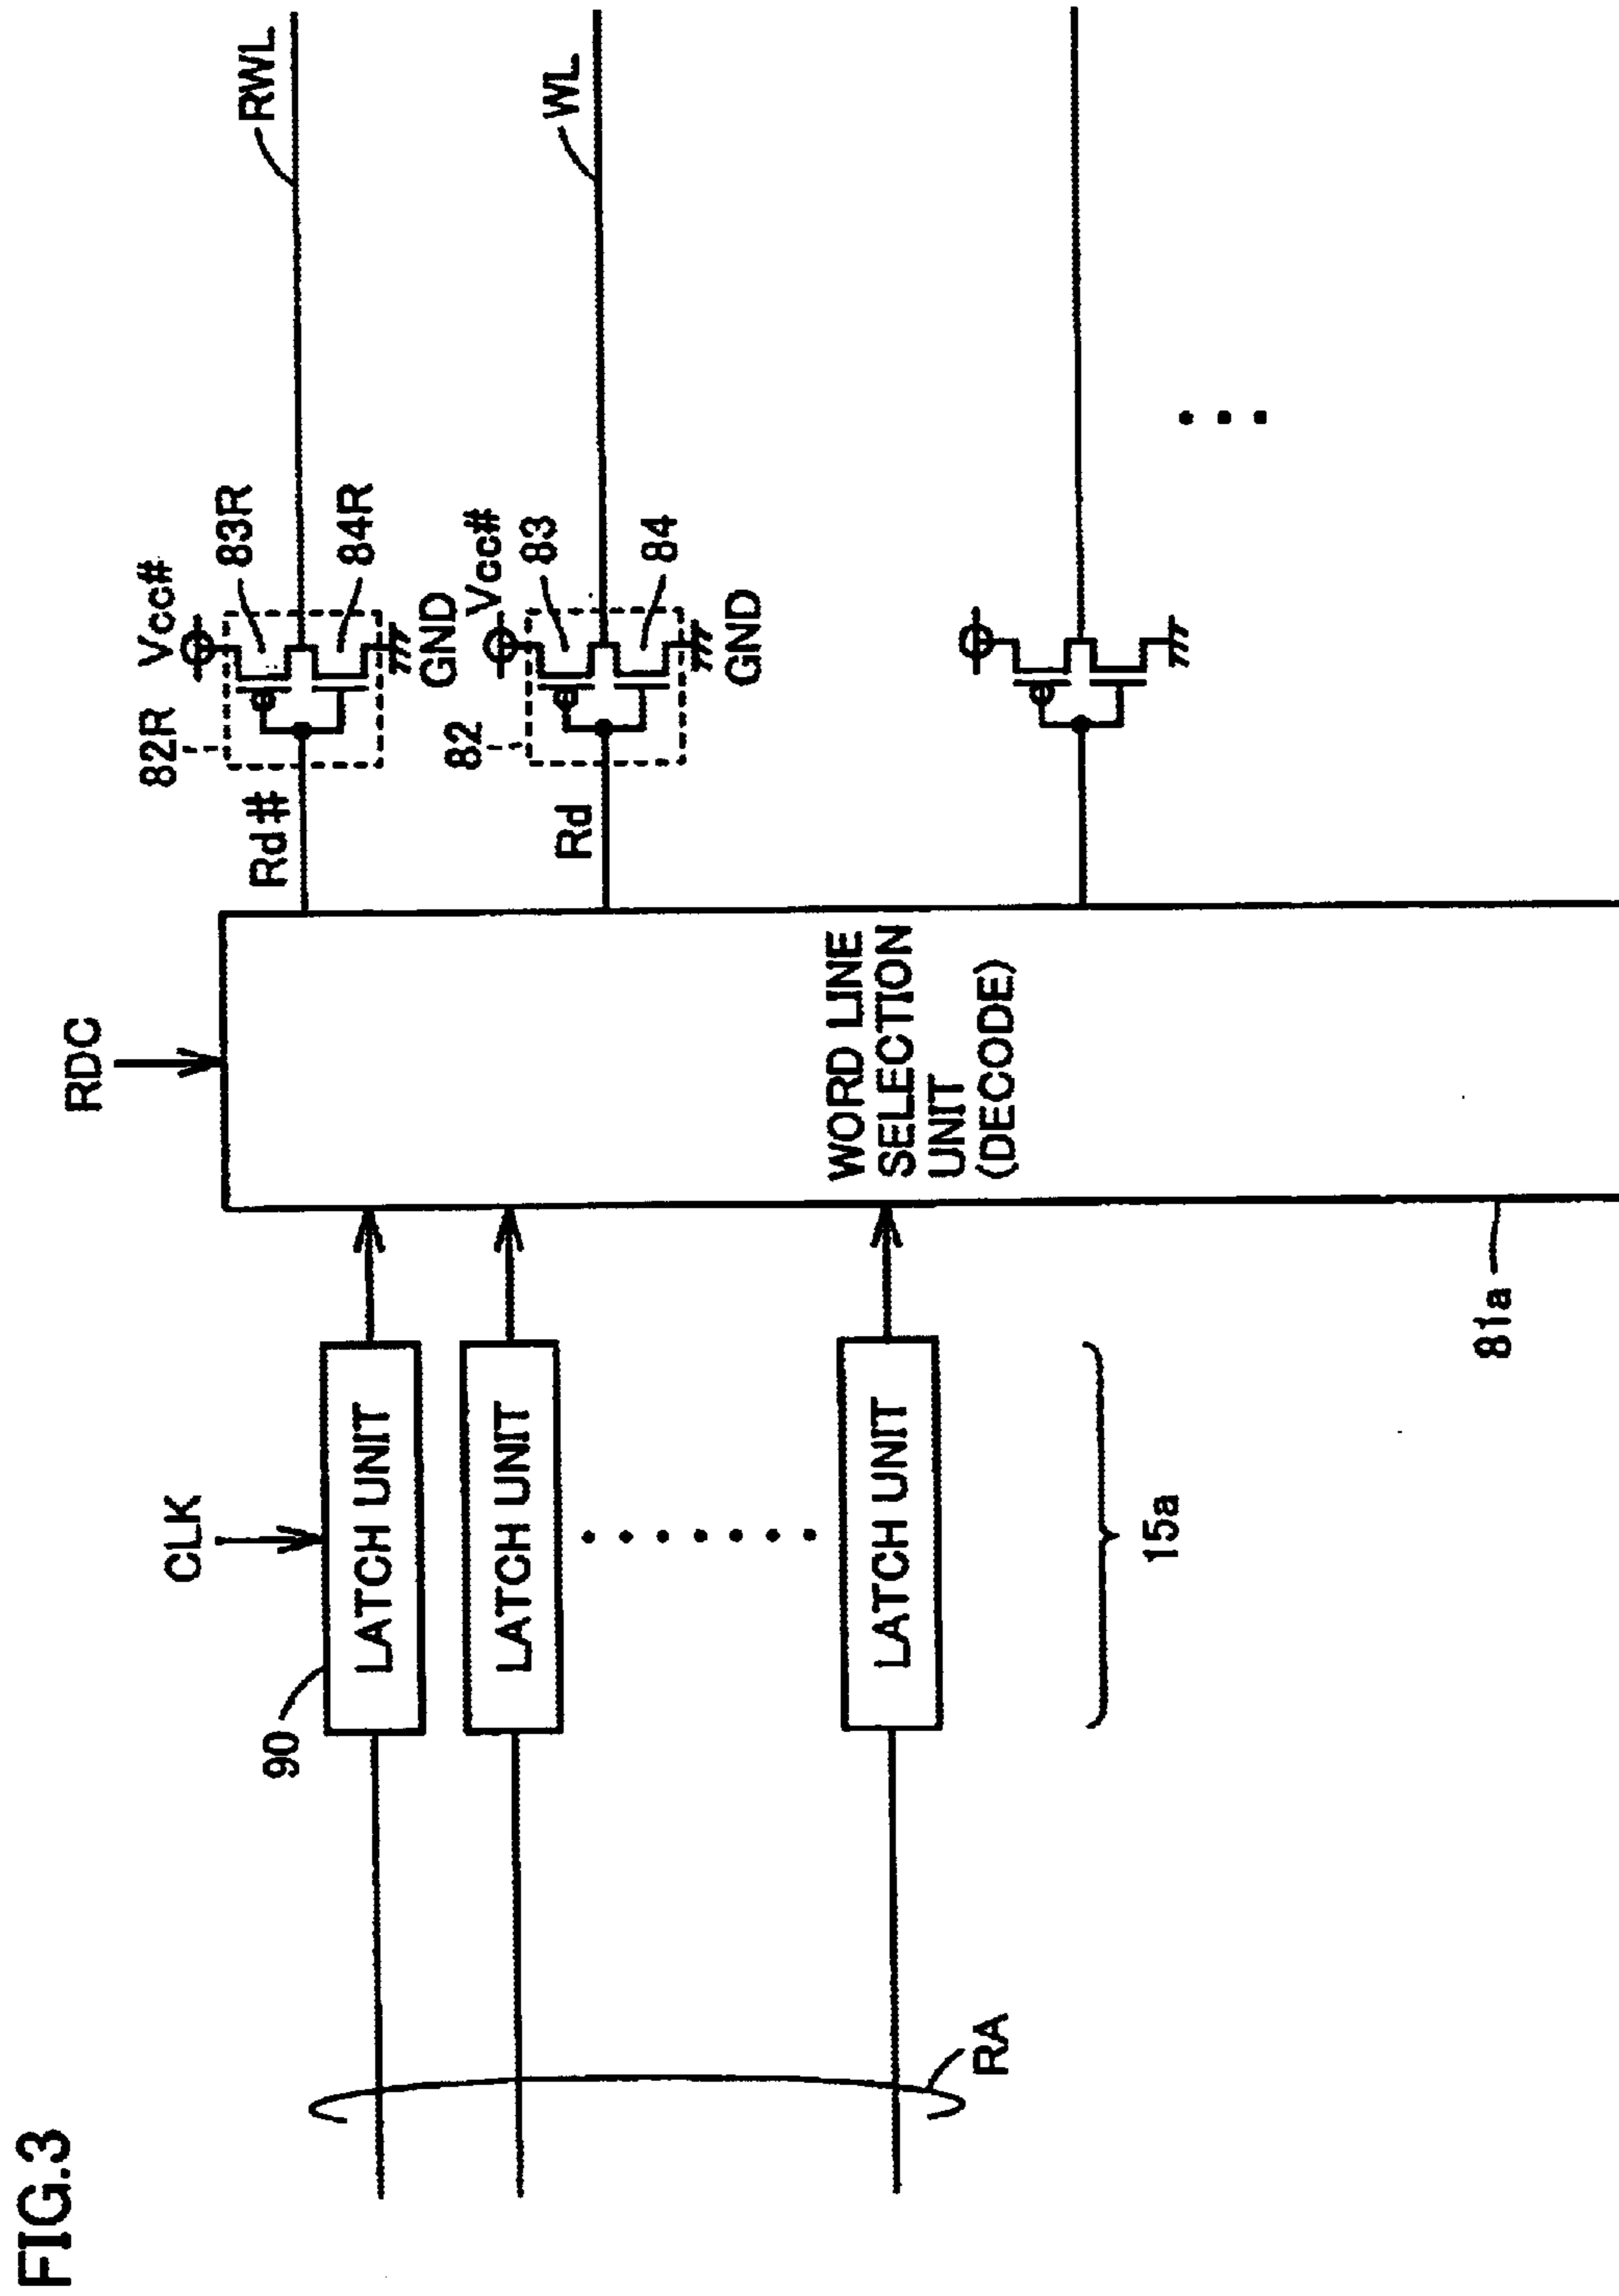 FIG.3
RDC
CLK
82R
Vcc#
83R
RWL
Rd#
84R
GND
90
LATCH UNIT
82
Vcc#
83
WL
Rd
84
GND
LATCH UNIT
WORD LINE
SELECTION
UNIT
(DECODE)
LATCH UNIT
RA
15a
81a